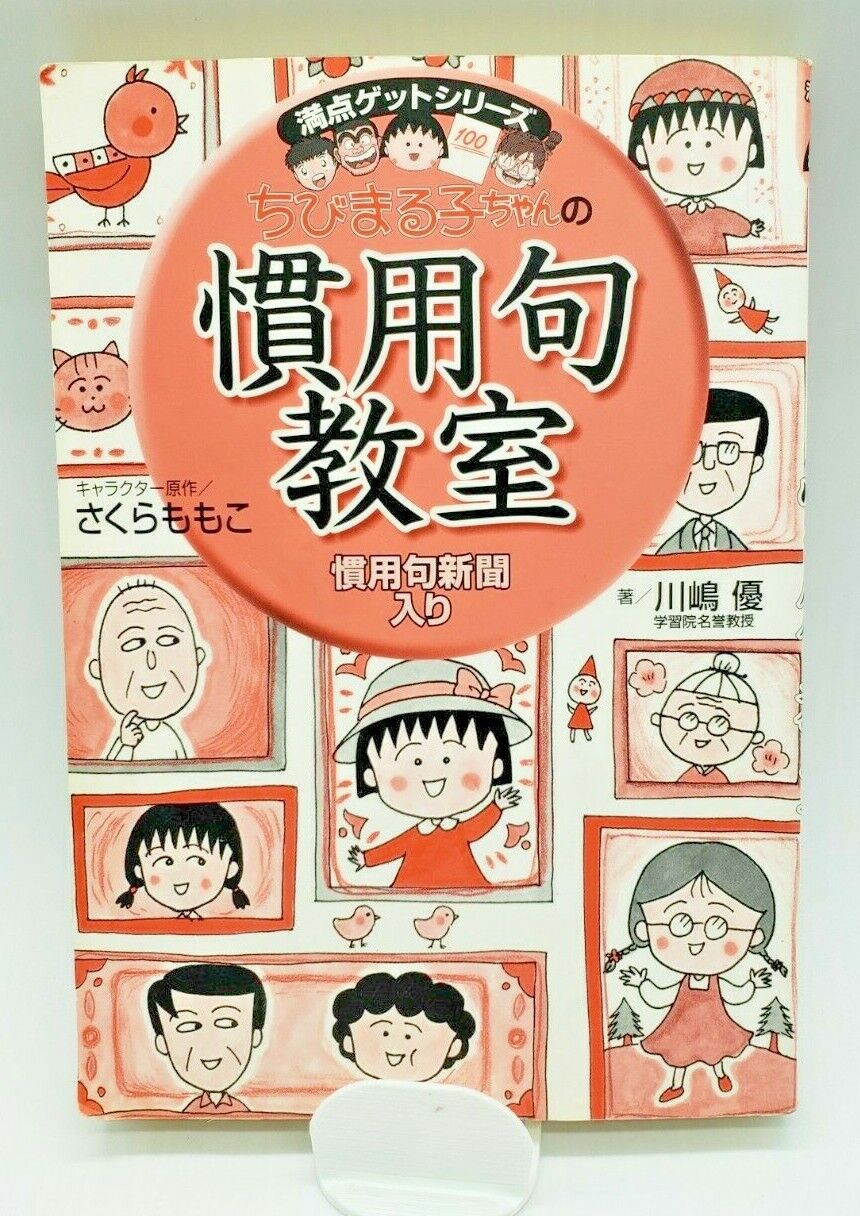 満点ゲットシリーズ
100
ちびまる子ちゃんの
慣用句
教室
キャラクター原作／
さくらももこ
慣用句新聞
入り
著／川嶋 優
学習院名誉教授